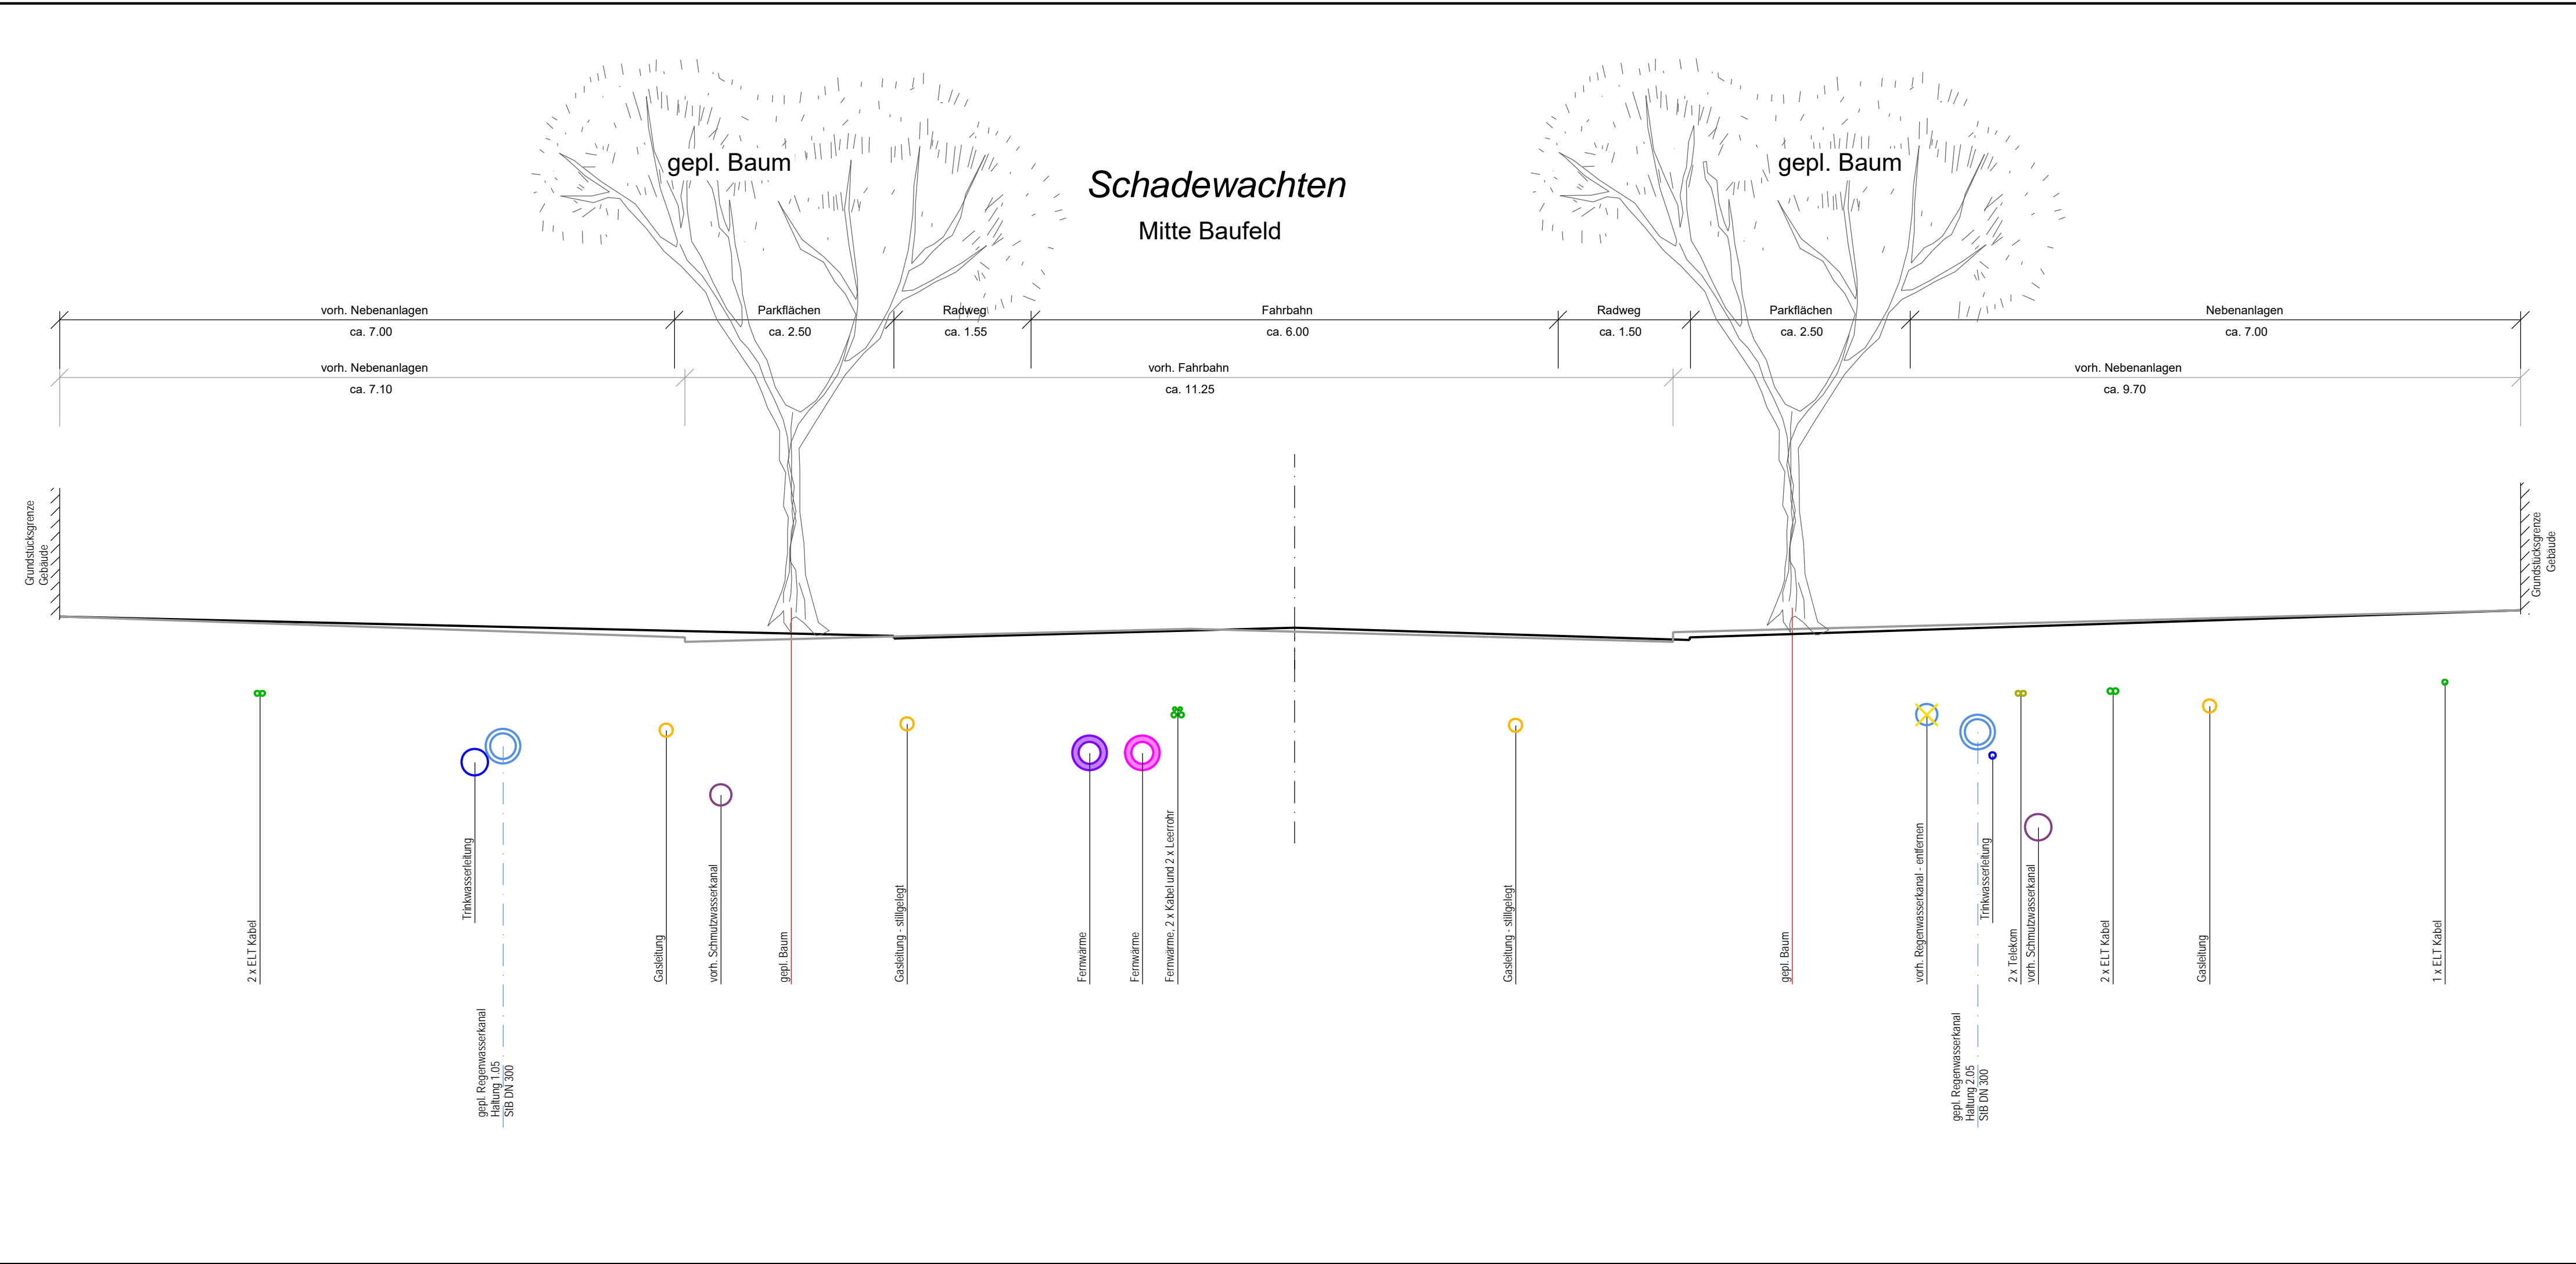 gepl. Baum
gepl. Baum
Schadewachten
Mitte Baufeld
vorh. Nebenanlagen
Parkflächen
Radweg
Fahrbahn
Radweg
Parkflächen
Nebenanlagen
ca. 7.00
ca. 2.50
ca. 1.55
ca. 6.00
ca. 1.50
ca. 2.50
ca. 7.00
vorh. Nebenanlagen
vorh. Fahrbahn
vorh. Nebenanlagen
ca. 7.10
ca. 11.25
ca. 9.70
Grundstücksgrenze
Gebäude
Grundstücksgrenze
Gebäude
2 x ELT Kabel
Trinkwasserleitung
gepl. Regenwasserkanal
Haltung 1.05
StB DN 300
Gasleitung
vorh. Schmutzwasserkanal
gepl. Baum
Gasleitung - stillgelegt
Fernwärme
Fernwärme
Fernwärme, 2 x Kabel und 2 x Leerrohr
Gasleitung - stillgelegt
gepl. Baum
vorh. Regenwasserkanal - entfernen
gepl. Regenwasserkanal
Haltung 2.05
StB DN 300
Trinkwasserleitung
2 x Telekom
vorh. Schmutzwasserkanal
2 x ELT Kabel
Gasleitung
1 x ELT Kabel